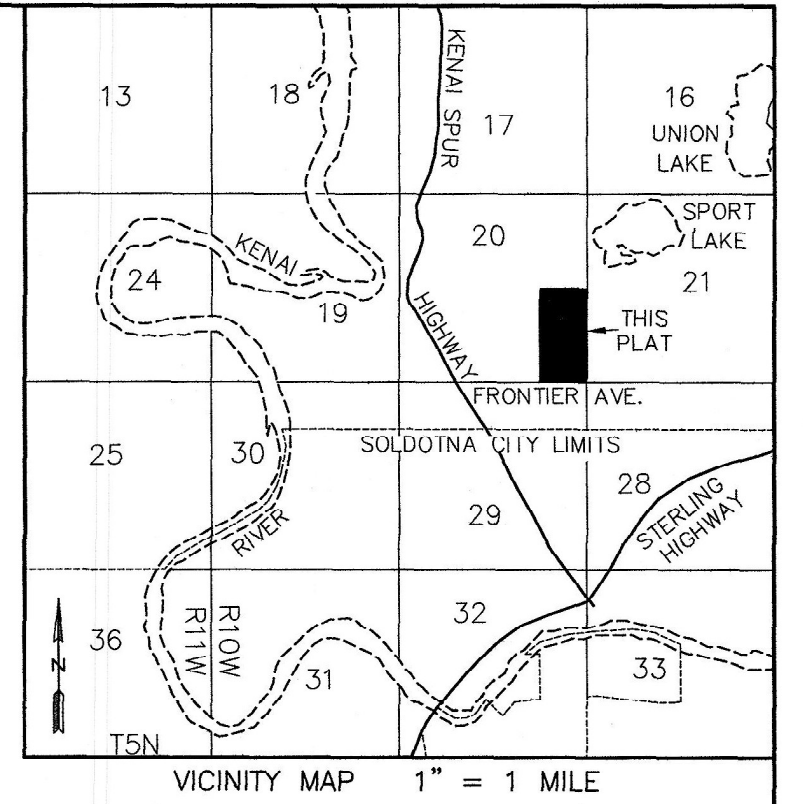 13
18
KENAI SPUR
17
16
UNION
LAKE
KENAI
24
19
20
SPORT
LAKE
21
HIGHWAY
THIS
PLAT
FRONTIER AVE.
SOLDOTNA CITY LIMITS
25
30
RIVER
29
28
STERLING
HIGHWAY
36
R11W
R10W
31
32
33
N
T5N
VICINITY MAP 1" = 1 MILE